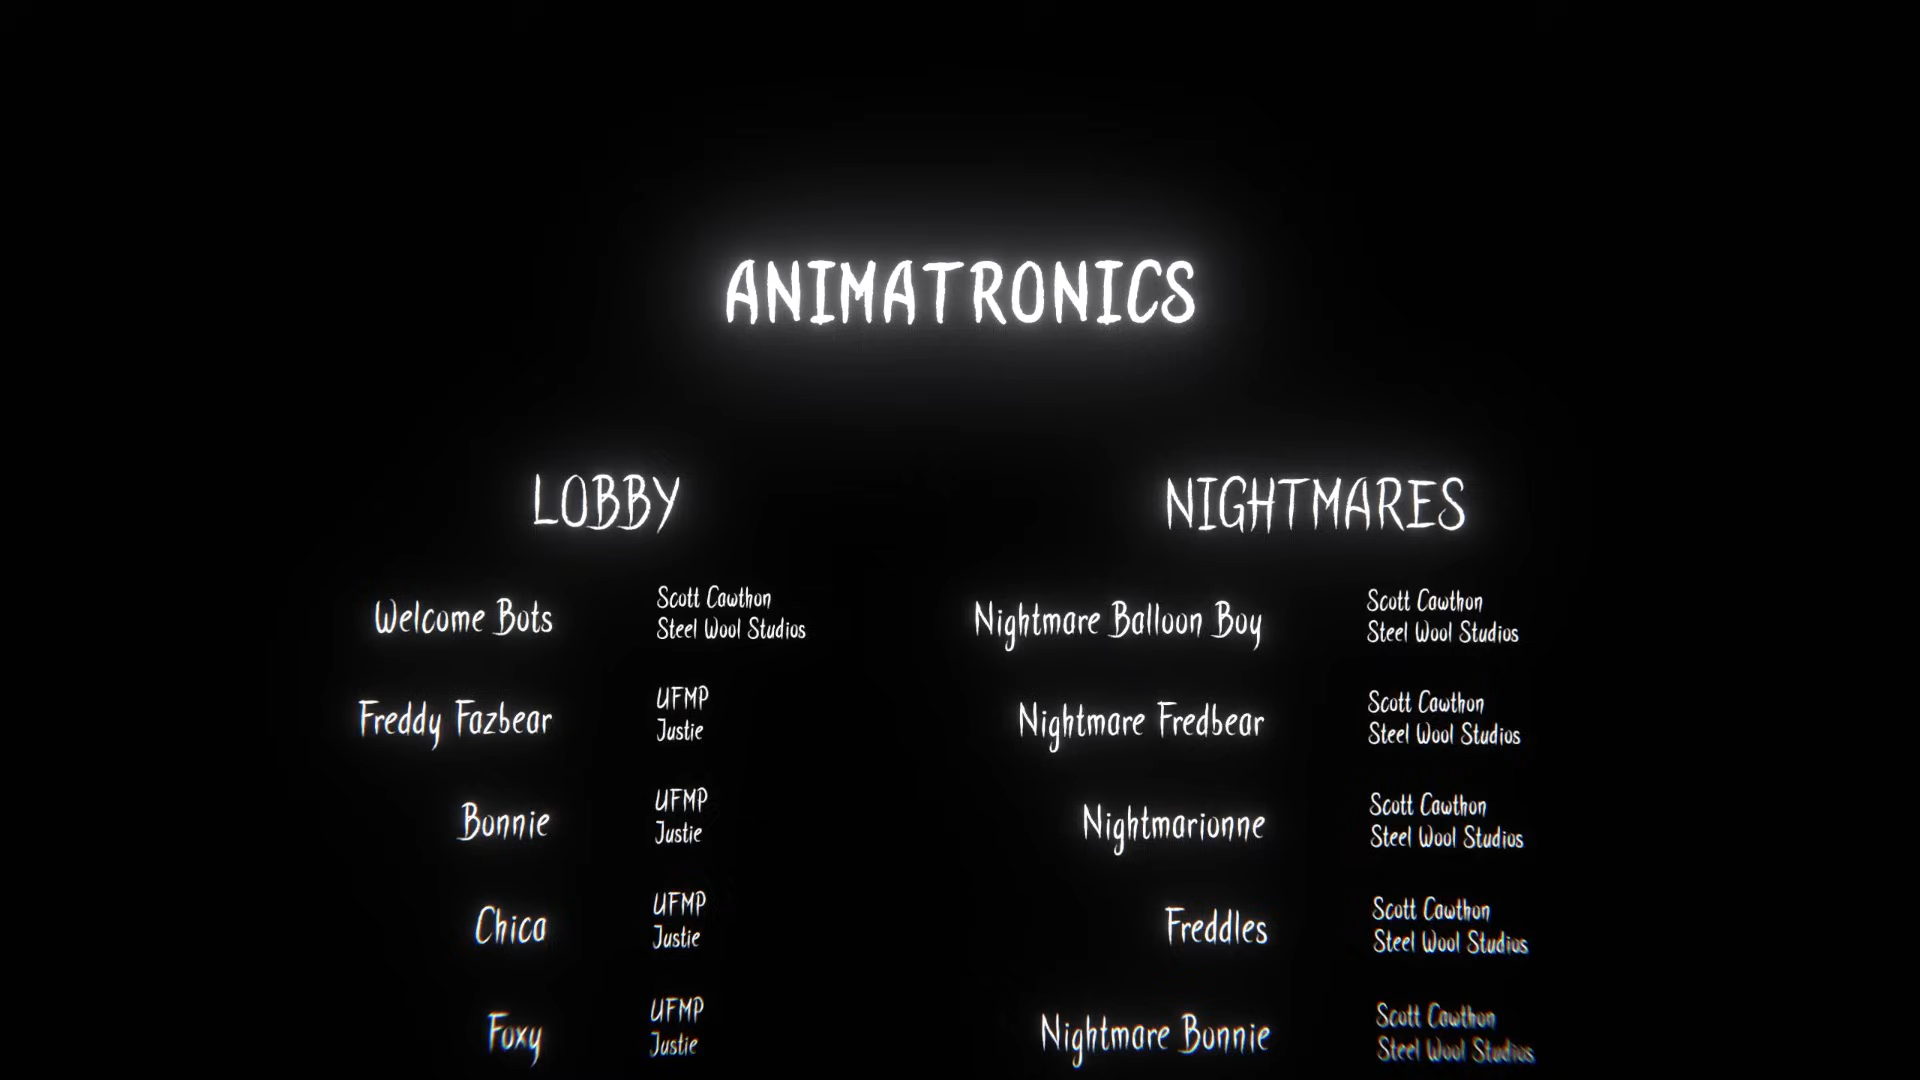 ANIMATRONICS
LOBBY
Welcome Bots
Scott Cawthon
Steel Wool Studios
Freddy Fazbear
UFMP
Justie
Bonnie
UFMP
Justie
Chica
UFMP
Justie
Foxy
UFMP
Justie
NIGHTMARES
Nightmare Balloon Boy
Scott Cawthon
Steel Wool Studios
Nightmare Fredbear
Scott Cawthon
Steel Wool Studios
Nightmarionne
Scott Cawthon
Steel Wool Studios
Freddles
Scott Cawthon
Steel Wool Studios
Nightmare Bonnie
Scott Cawthon
Steel Wool Studios